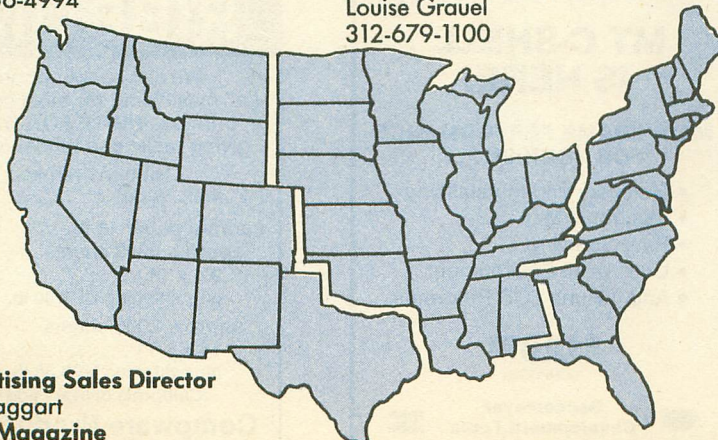 Louise Grauel
312-679-1100
tising Sales Director
aggart
Magazine